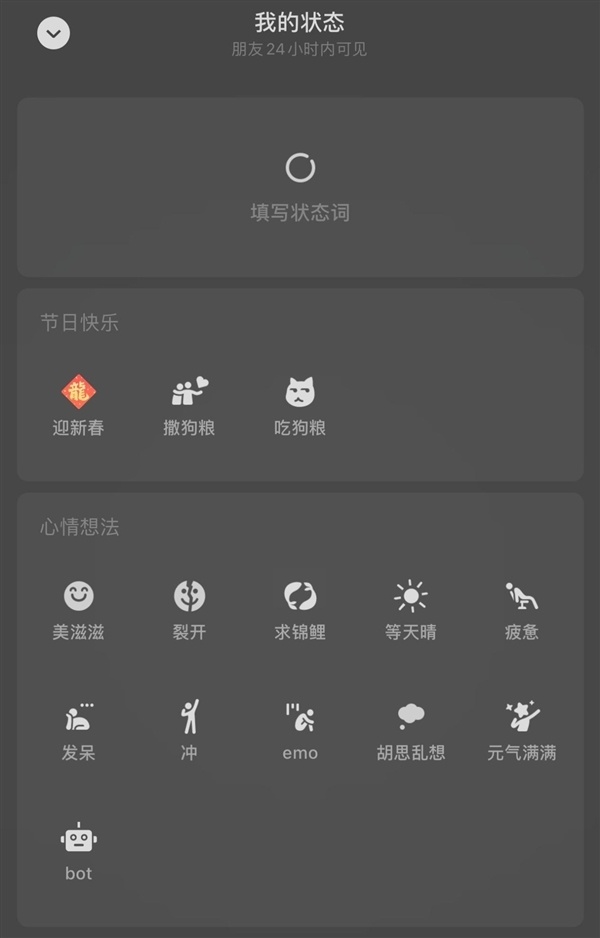 我的状态
朋友24小时内可见
填写状态词
节日快乐
龍
迎新春 撒狗粮 吃狗粮
心情想法
美滋滋 裂开 求锦鲤 等天晴 疲惫
发呆 冲 emo 胡思乱想 元气满满
bot